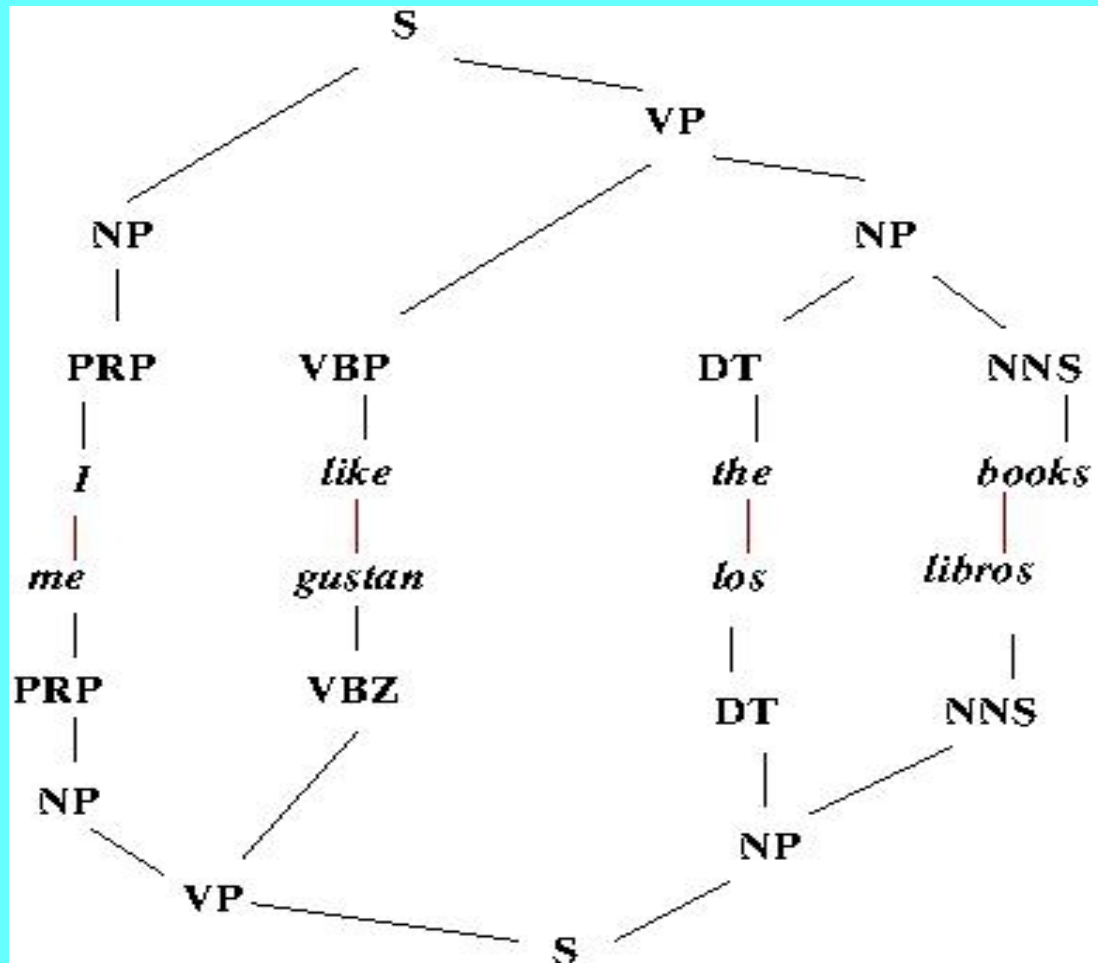 S
VP
NP NP
PRP VBP DT NNS
I like the books
me gustan los libros
PRP VBZ DT NNS
NP
NP
VP
S